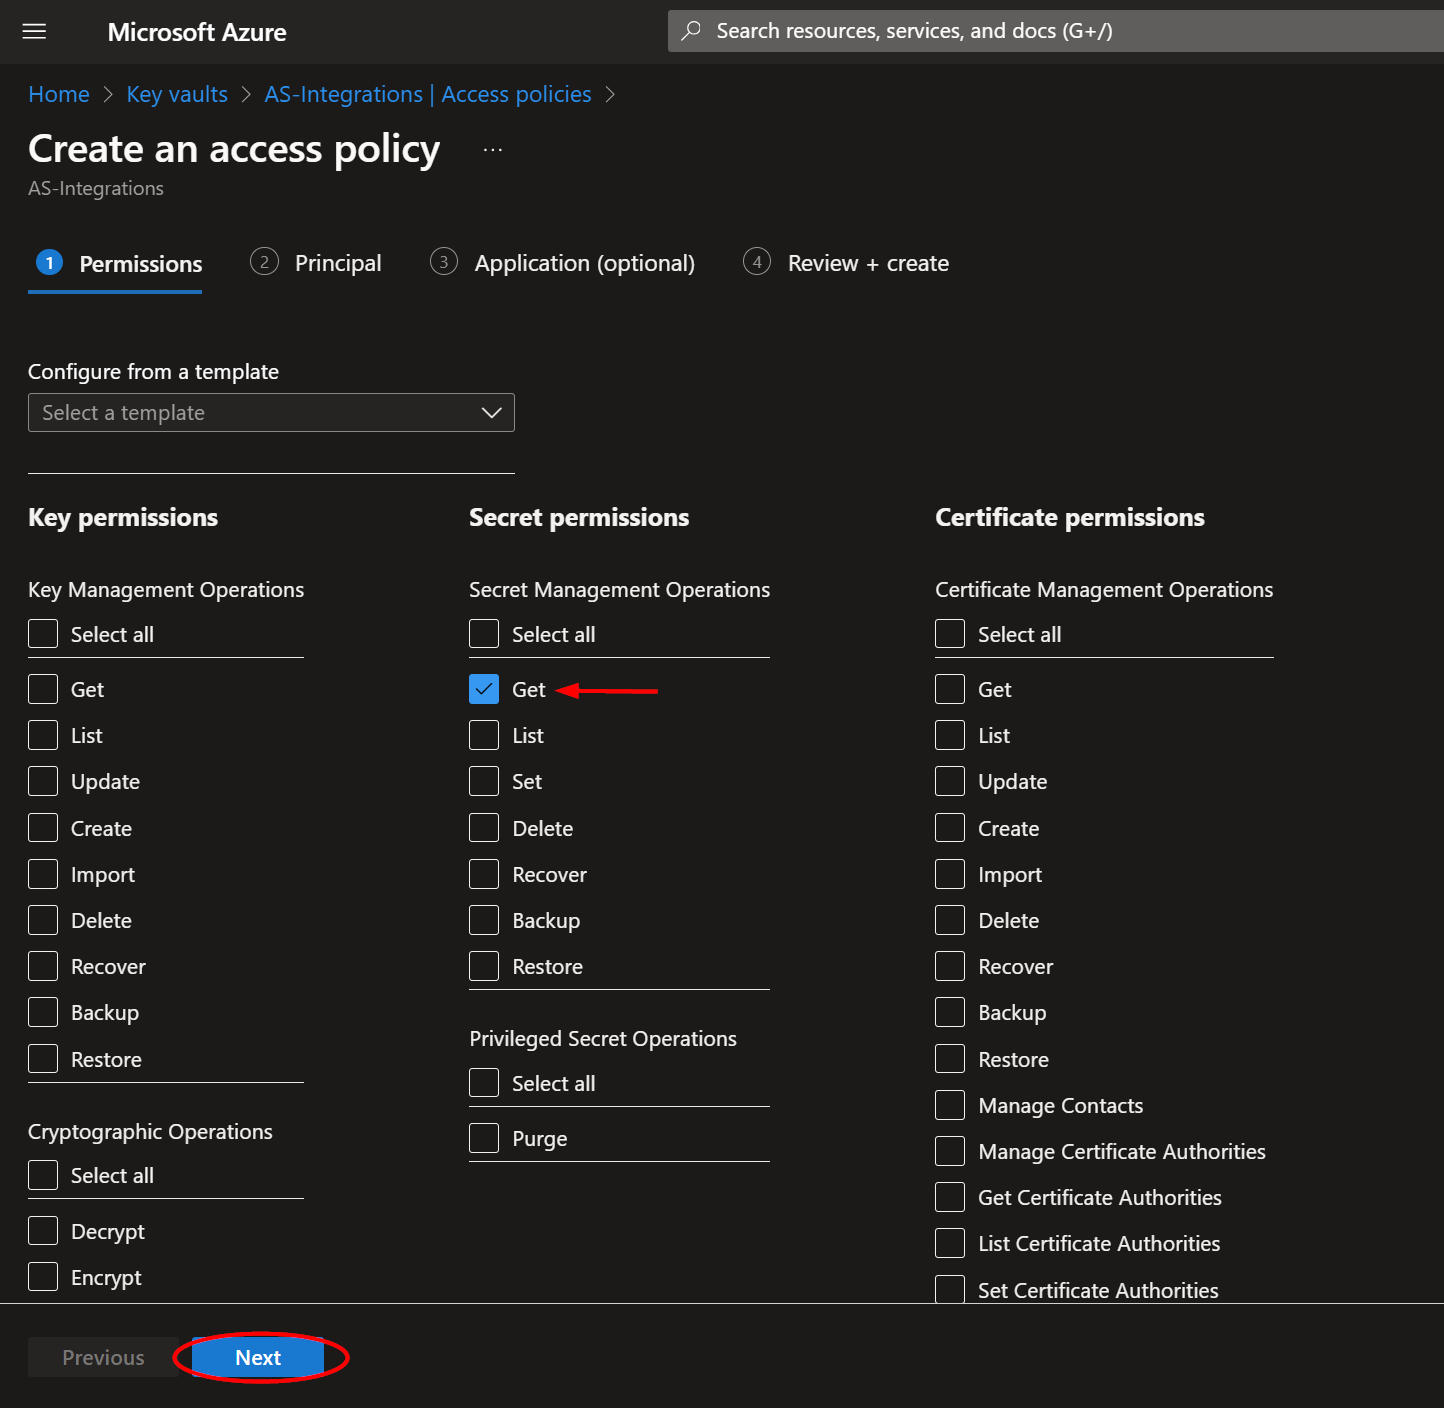 Microsoft Azure
Search resources, services, and docs (G+/)
Home > Key vaults > AS-Integrations | Access policies >
Create an access policy ...
AS-Integrations
1 Permissions
2 Principal
3 Application (optional)
4 Review + create
Configure from a template
Select a template
Key permissions
Key Management Operations
Select all
Get
List
Update
Create
Import
Delete
Recover
Backup
Restore
Cryptographic Operations
Select all
Decrypt
Encrypt
Secret permissions
Secret Management Operations
Select all
Get
List
Set
Delete
Recover
Backup
Restore
Privileged Secret Operations
Select all
Purge
Certificate permissions
Certificate Management Operations
Select all
Get
List
Update
Create
Import
Delete
Recover
Backup
Restore
Manage Contacts
Manage Certificate Authorities
Get Certificate Authorities
List Certificate Authorities
Set Certificate Authorities
Previous
Next